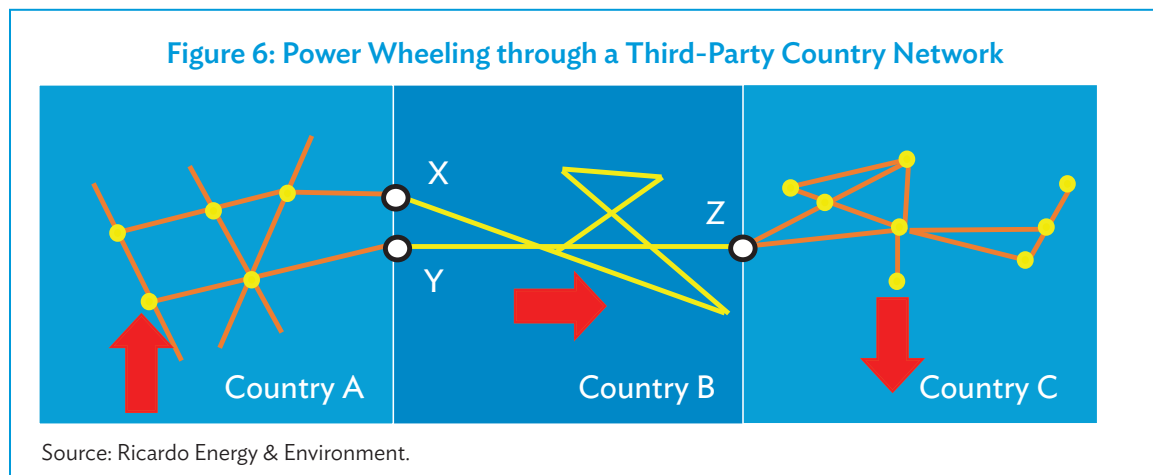 Figure 6: Power Wheeling through a Third-Party Country Network
X
Z
Y
Country A
Country B
Country C
Source: Ricardo Energy & Environment.